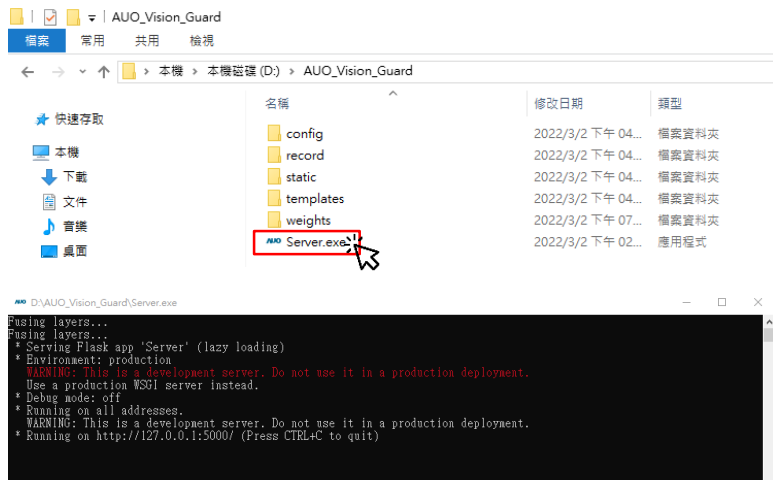 AUO_Vision_Guard
檔案 常用 共用 檢視
本機 > 本機磁碟 (D:) > AUO_Vision_Guard
名稱 修改日期 類型
快速存取
本機
下載
文件
音樂
桌面
config 2022/3/2 下午 04... 檔案資料夾
record 2022/3/2 下午 04... 檔案資料夾
static 2022/3/2 下午 04... 檔案資料夾
templates 2022/3/2 下午 04... 檔案資料夾
weights 2022/3/2 下午 07... 檔案資料夾
AUO Server.exe 2022/3/2 下午 02... 應用程式
AUO D:\AUO_Vision_Guard\Server.exe
Fusing layers...
Fusing layers...
* Serving Flask app 'Server' (lazy loading)
* Environment: production
WARNING: This is a development server. Do not use it in a production deployment.
Use a production WSGI server instead.
* Debug mode: off
* Running on all addresses.
WARNING: This is a development server. Do not use it in a production deployment.
* Running on http://127.0.0.1:5000/ (Press CTRL+C to quit)